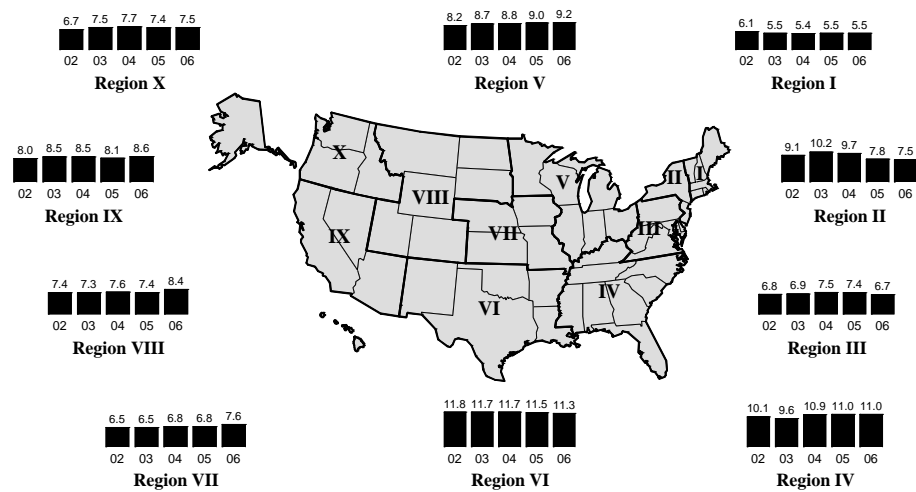 6.7 7.5 7.7 7.4 7.5
02 03 04 05 06
Region X
8.2 8.7 8.8 9.0 9.2
02 03 04 05 06
Region V
6.1 5.5 5.4 5.5 5.5
02 03 04 05 06
Region I
8.0 8.5 8.5 8.1 8.6
02 03 04 05 06
Region IX
9.1 10.2 9.7 7.8 7.5
02 03 04 05 06
Region II
7.4 7.3 7.6 7.4 8.4
02 03 04 05 06
Region VIII
6.8 6.9 7.5 7.4 6.7
02 03 04 05 06
Region III
6.5 6.5 6.8 6.8 7.6
02 03 04 05 06
Region VII
11.8 11.7 11.7 11.5 11.3
02 03 04 05 06
Region VI
10.1 9.6 10.9 11.0 11.0
02 03 04 05 06
Region IV
X
VIII
V
II
I
IX
VII
III
VI
IV